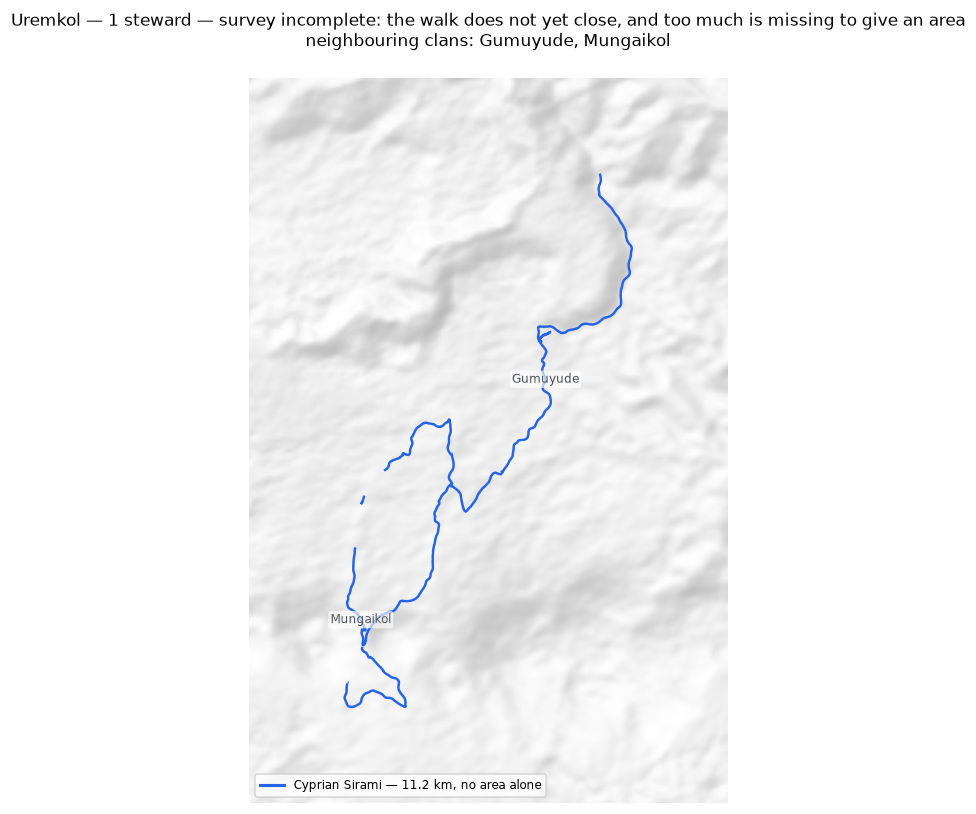 Uremkol — 1 steward — survey incomplete: the walk does not yet close, and too much is missing to give an area
neighbouring clans: Gumuyude, Mungaikol
Gumuyude
Mungaikol
Cyprian Sirami — 11.2 km, no area alone